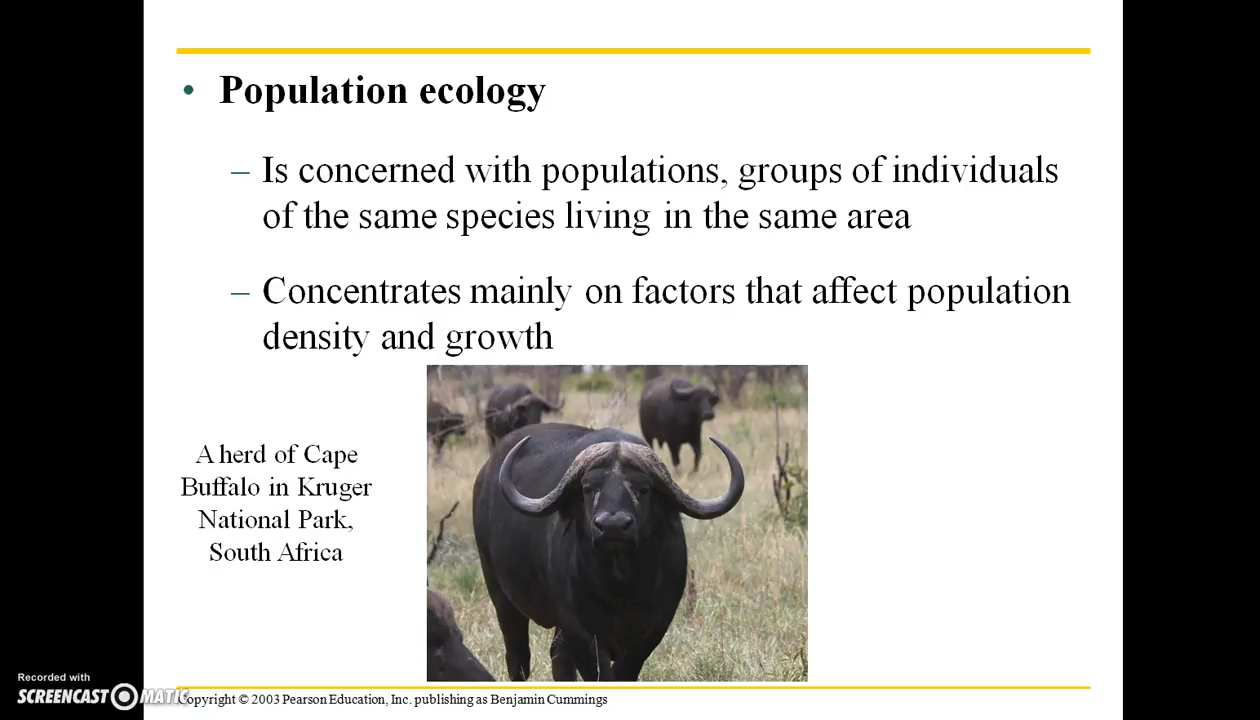 • Population ecology
– Is concerned with populations, groups of individuals
of the same species living in the same area
– Concentrates mainly on factors that affect population
density and growth
A herd of Cape
Buffalo in Kruger
National Park,
South Africa
Recorded with
SCREENCAST MATIC
Copyright © 2003 Pearson Education, Inc. publishing as Benjamin Cummings